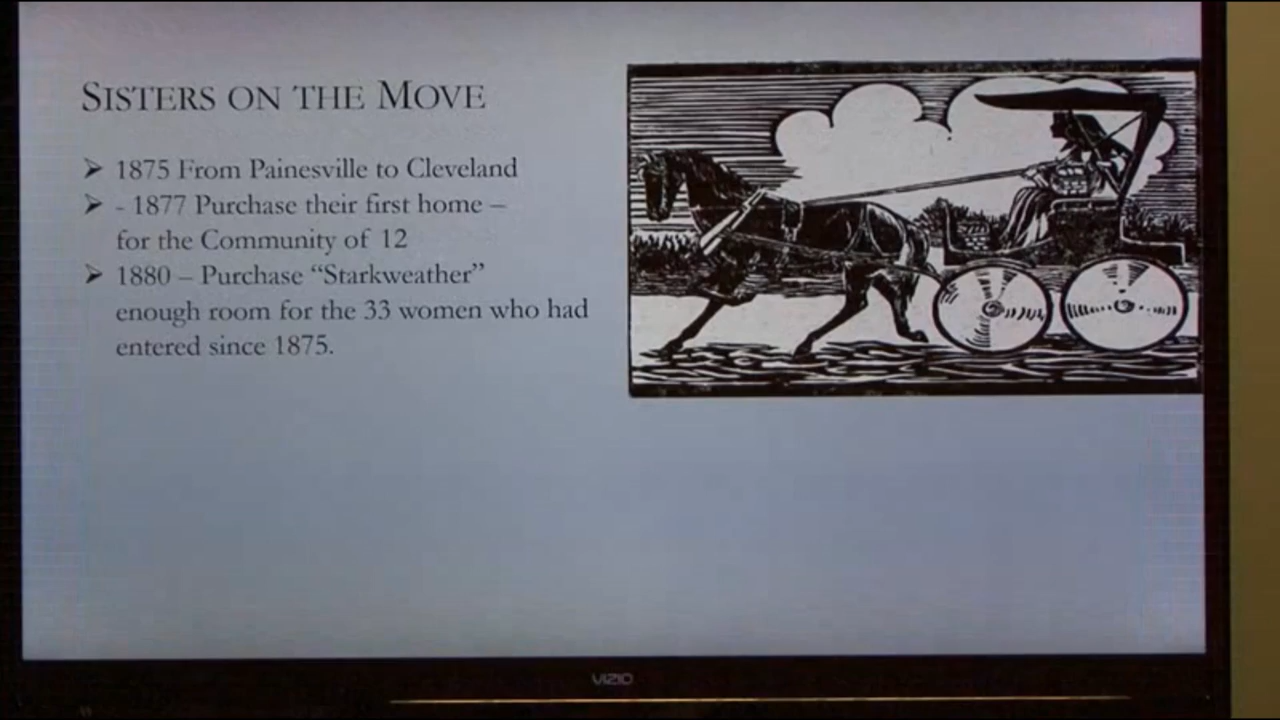 SISTERS ON THE MOVE
➢ 1875 From Painesville to Cleveland
➢ - 1877 Purchase their first home –
for the Community of 12
➢ 1880 – Purchase “Starkweather”
enough room for the 33 women who had
entered since 1875.
VIZIO